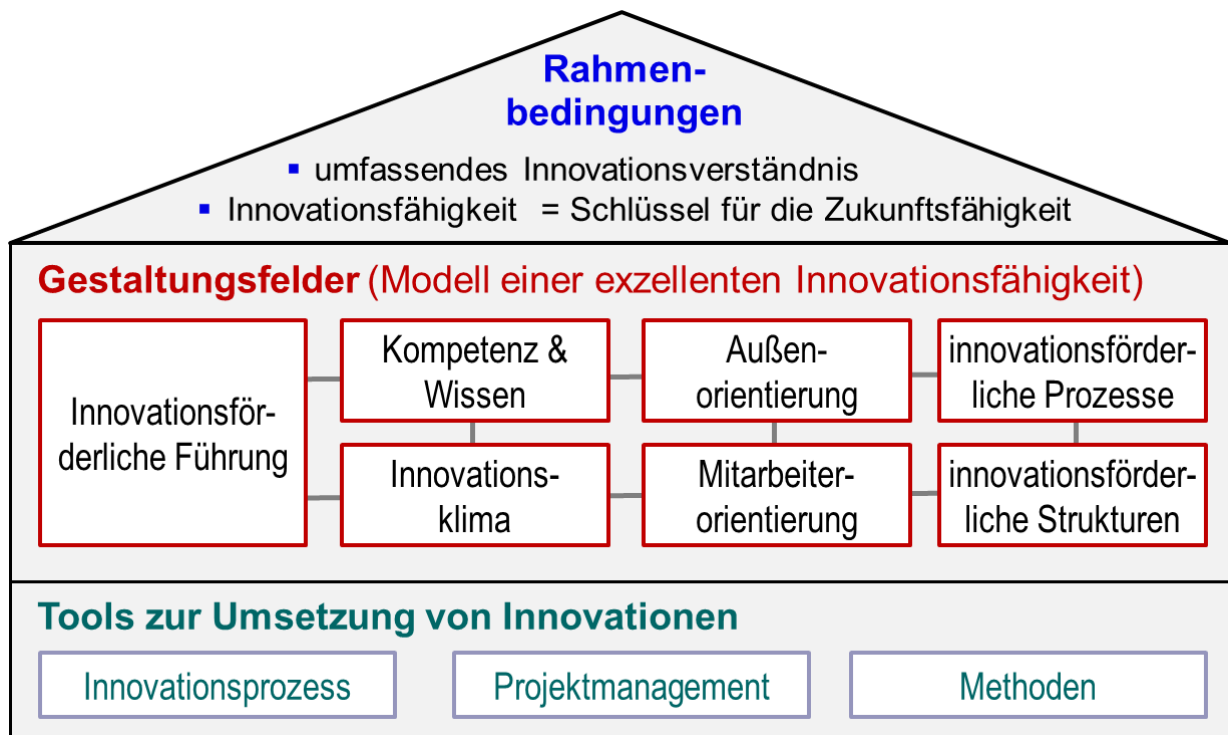 Rahmen-
bedingungen
▪ umfassendes Innovationsverständnis
▪ Innovationsfähigkeit = Schlüssel für die Zukunftsfähigkeit
Gestaltungsfelder (Modell einer exzellenten Innovationsfähigkeit)
Innovationsför-
derliche Führung
Kompetenz &
Wissen
Außen-
orientierung
innovationsförder-
liche Prozesse
Innovations-
klima
Mitarbeiter-
orientierung
innovationsförder-
liche Strukturen
Tools zur Umsetzung von Innovationen
Innovationsprozess
Projektmanagement
Methoden